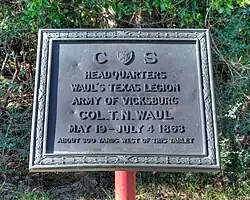 C S
HEADQUARTERS
WAUL'S TEXAS LEGION
ARMY OF VICKSBURG
COL. T. N. WAUL
MAY 19 - JULY 4 1863
ABOUT 200 YARDS WEST OF THIS TABLET